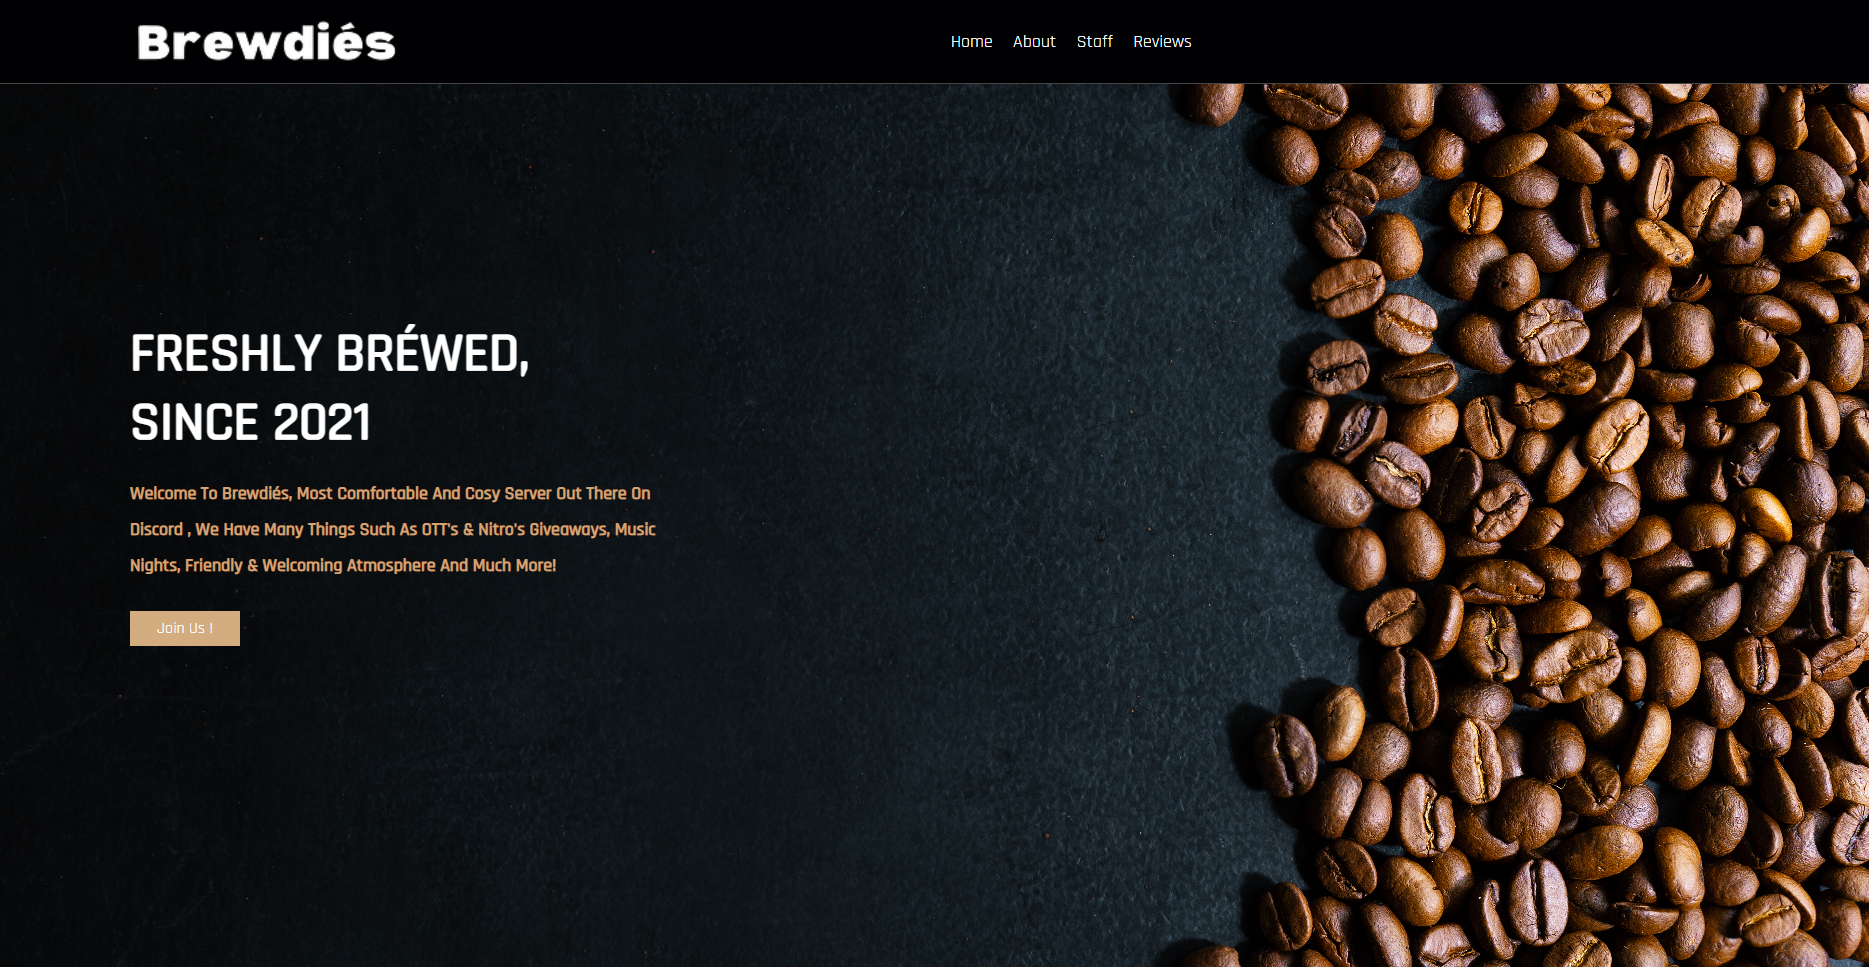 Brewdiés
Home About Staff Reviews
FRESHLY BRÉWED,
SINCE 2021
Welcome To Brewdiés, Most Comfortable And Cosy Server Out There On
Discord , We Have Many Things Such As OTT's & Nitro's Giveaways, Music
Nights, Friendly & Welcoming Atmosphere And Much More!
Join Us !